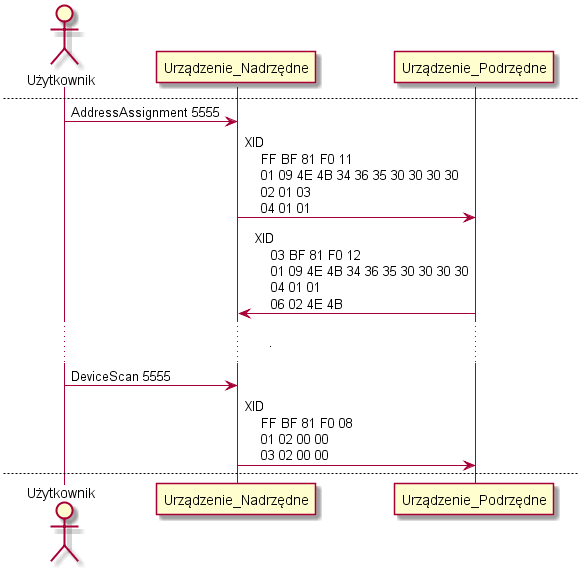 Użytkownik
Urządzenie_Nadrzędne
Urządzenie_Podrzędne
AddressAssignment 5555
XID
FF BF 81 F0 11
01 09 4E 4B 34 36 35 30 30 30 30
02 01 03
04 01 01
XID
03 BF 81 F0 12
01 09 4E 4B 34 36 35 30 30 30 30
04 01 01
06 02 4E 4B
.
DeviceScan 5555
XID
FF BF 81 F0 08
01 02 00 00
03 02 00 00
Użytkownik
Urządzenie_Nadrzędne
Urządzenie_Podrzędne